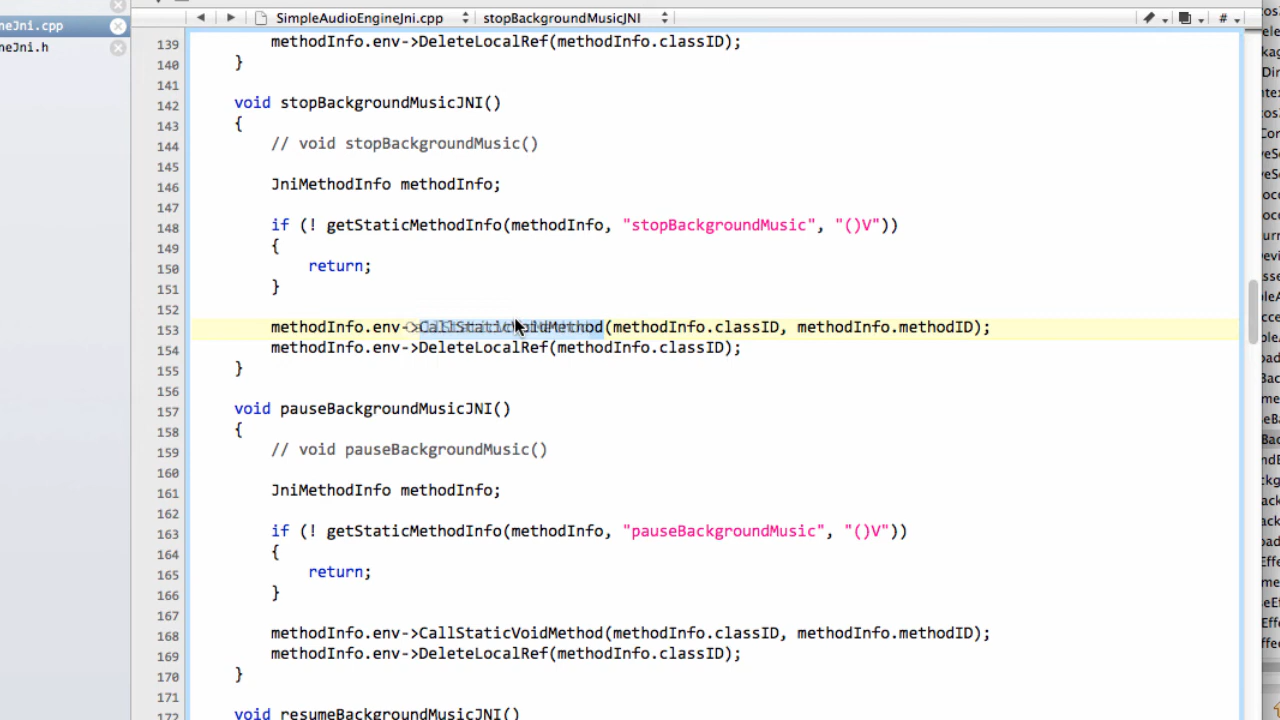 neJni.cpp
neJni.h
SimpleAudioEngineJni.cpp
stopBackgroundMusicJNI
#
139 methodInfo.env->DeleteLocalRef(methodInfo.classID);
140 }
141
142 void stopBackgroundMusicJNI()
143 {
144 // void stopBackgroundMusic()
145
146 JniMethodInfo methodInfo;
147
148 if (! getStaticMethodInfo(methodInfo, "stopBackgroundMusic", "()V"))
149 {
150 return;
151 }
152
153 methodInfo.env->CallStaticVoidMethod(methodInfo.classID, methodInfo.methodID);
154 methodInfo.env->DeleteLocalRef(methodInfo.classID);
155 }
156
157 void pauseBackgroundMusicJNI()
158 {
159 // void pauseBackgroundMusic()
160
161 JniMethodInfo methodInfo;
162
163 if (! getStaticMethodInfo(methodInfo, "pauseBackgroundMusic", "()V"))
164 {
165 return;
166 }
167
168 methodInfo.env->CallStaticVoidMethod(methodInfo.classID, methodInfo.methodID);
169 methodInfo.env->DeleteLocalRef(methodInfo.classID);
170 }
171
172 void resumeBackgroundMusicJNI()